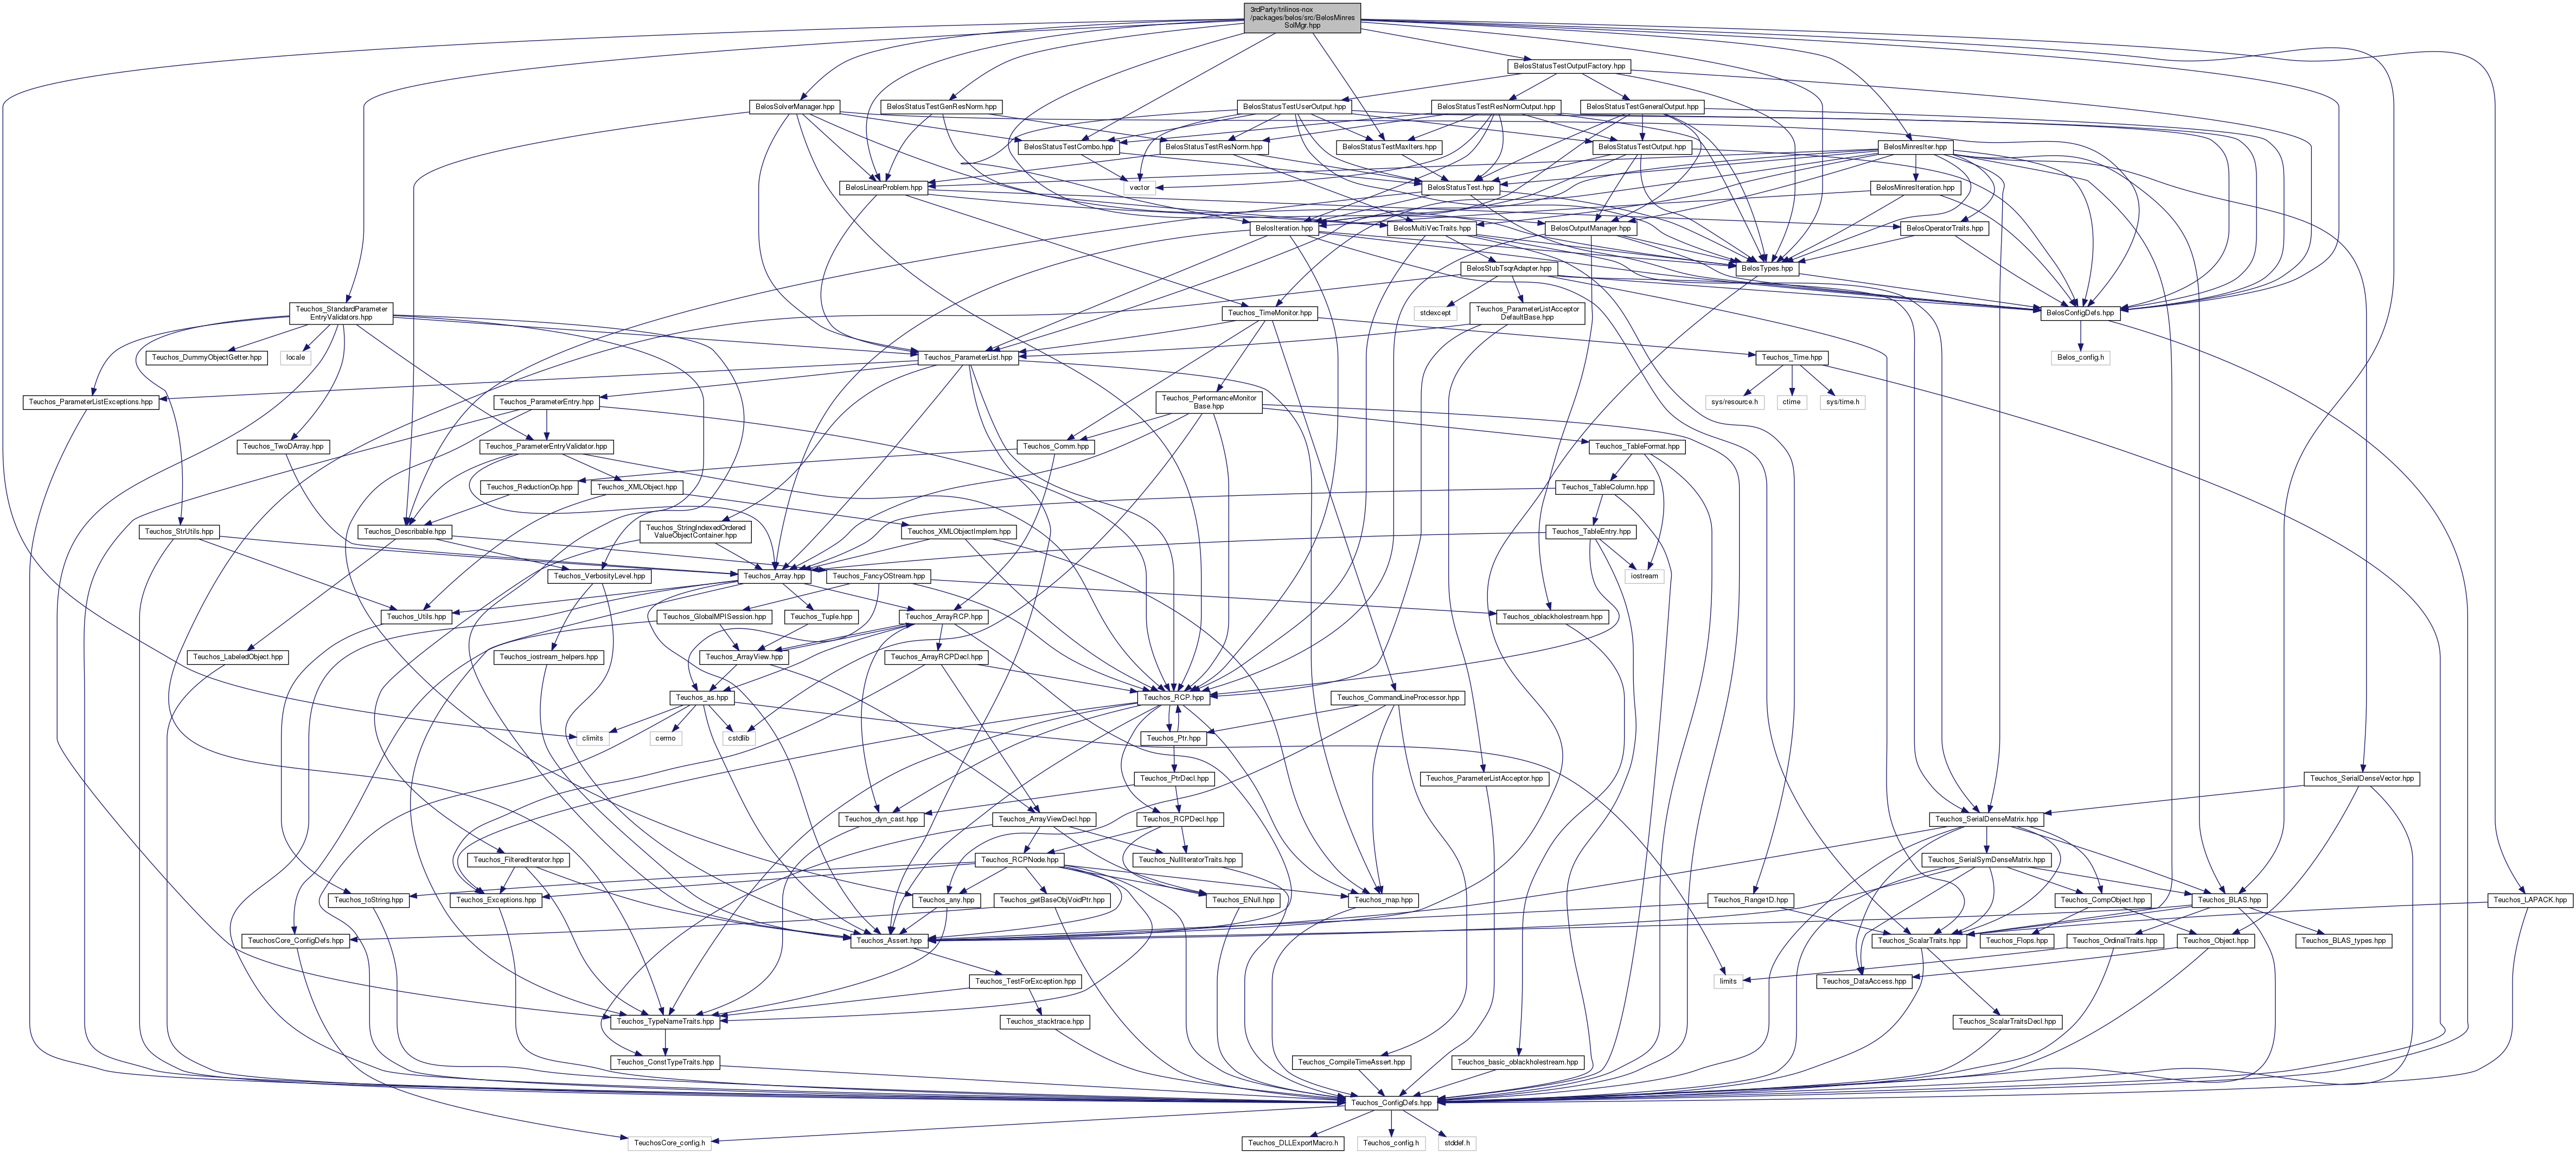 3rdParty/trilinos-nox
/packages/belos/src/BelosMinres
SolMgr.hpp
BelosStatusTestOutputFactory.hpp
BelosSolverManager.hpp
BelosStatusTestGenResNorm.hpp
BelosStatusTestUserOutput.hpp
BelosStatusTestResNormOutput.hpp
BelosStatusTestGeneralOutput.hpp
BelosStatusTestCombo.hpp
BelosStatusTestResNorm.hpp
BelosStatusTestMaxIters.hpp
BelosStatusTestOutput.hpp
BelosMinresIter.hpp
BelosLinearProblem.hpp
vector
BelosStatusTest.hpp
BelosMinresIteration.hpp
BelosIteration.hpp
BelosMultiVecTraits.hpp
BelosOutputManager.hpp
BelosOperatorTraits.hpp
BelosStubTsqrAdapter.hpp
BelosTypes.hpp
Teuchos_StandardParameter
EntryValidators.hpp
Teuchos_TimeMonitor.hpp
stdexcept
Teuchos_ParameterListAcceptor
DefaultBase.hpp
BelosConfigDefs.hpp
Teuchos_DummyObjectGetter.hpp
locale
Teuchos_ParameterList.hpp
Teuchos_Time.hpp
Belos_config.h
Teuchos_ParameterListExceptions.hpp
Teuchos_ParameterEntry.hpp
Teuchos_PerformanceMonitor
Base.hpp
sys/resource.h
ctime
sys/time.h
Teuchos_TwoDArray.hpp
Teuchos_ParameterEntryValidator.hpp
Teuchos_Comm.hpp
Teuchos_TableFormat.hpp
Teuchos_ReductionOp.hpp
Teuchos_XMLObject.hpp
Teuchos_TableColumn.hpp
Teuchos_StrUtils.hpp
Teuchos_Describable.hpp
Teuchos_StringIndexedOrdered
ValueObjectContainer.hpp
Teuchos_XMLObjectImplem.hpp
Teuchos_TableEntry.hpp
Teuchos_VerbosityLevel.hpp
Teuchos_Array.hpp
Teuchos_FancyOStream.hpp
iostream
Teuchos_Utils.hpp
Teuchos_GlobalMPISession.hpp
Teuchos_Tuple.hpp
Teuchos_ArrayRCP.hpp
Teuchos_oblackholestream.hpp
Teuchos_LabeledObject.hpp
Teuchos_iostream_helpers.hpp
Teuchos_ArrayView.hpp
Teuchos_ArrayRCPDecl.hpp
Teuchos_as.hpp
Teuchos_RCP.hpp
Teuchos_CommandLineProcessor.hpp
climits
cerrno
cstdlib
Teuchos_Ptr.hpp
Teuchos_PtrDecl.hpp
Teuchos_ParameterListAcceptor.hpp
Teuchos_SerialDenseVector.hpp
Teuchos_dyn_cast.hpp
Teuchos_ArrayViewDecl.hpp
Teuchos_RCPDecl.hpp
Teuchos_SerialDenseMatrix.hpp
Teuchos_FilteredIterator.hpp
Teuchos_RCPNode.hpp
Teuchos_NullIteratorTraits.hpp
Teuchos_SerialSymDenseMatrix.hpp
Teuchos_toString.hpp
Teuchos_Exceptions.hpp
Teuchos_any.hpp
Teuchos_getBaseObjVoidPtr.hpp
Teuchos_ENull.hpp
Teuchos_map.hpp
Teuchos_Range1D.hpp
Teuchos_CompObject.hpp
Teuchos_BLAS.hpp
Teuchos_LAPACK.hpp
TeuchosCore_ConfigDefs.hpp
Teuchos_Assert.hpp
Teuchos_ScalarTraits.hpp
Teuchos_Flops.hpp
Teuchos_OrdinalTraits.hpp
Teuchos_Object.hpp
Teuchos_BLAS_types.hpp
Teuchos_TestForException.hpp
limits
Teuchos_DataAccess.hpp
Teuchos_TypeNameTraits.hpp
Teuchos_stacktrace.hpp
Teuchos_ScalarTraitsDecl.hpp
Teuchos_ConstTypeTraits.hpp
Teuchos_CompileTimeAssert.hpp
Teuchos_basic_oblackholestream.hpp
Teuchos_ConfigDefs.hpp
TeuchosCore_config.h
Teuchos_DLLExportMacro.h
Teuchos_config.h
stddef.h